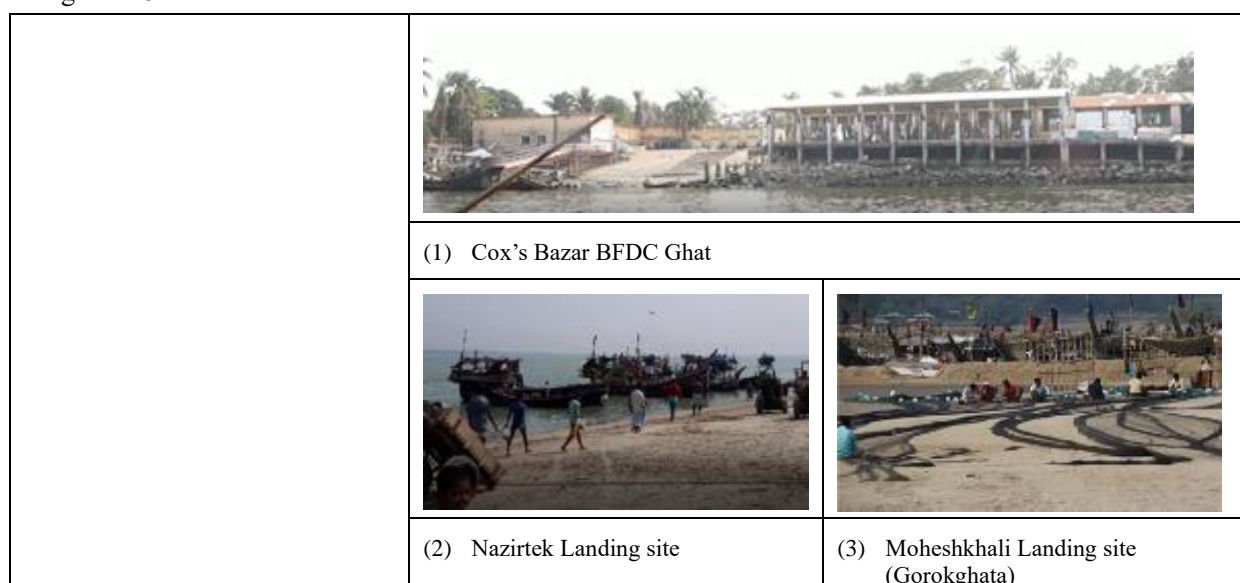 (1) Cox's Bazar BFDC Ghat
(2) Nazirtek Landing site
(3) Moheshkhali Landing site
(Gorokghata)